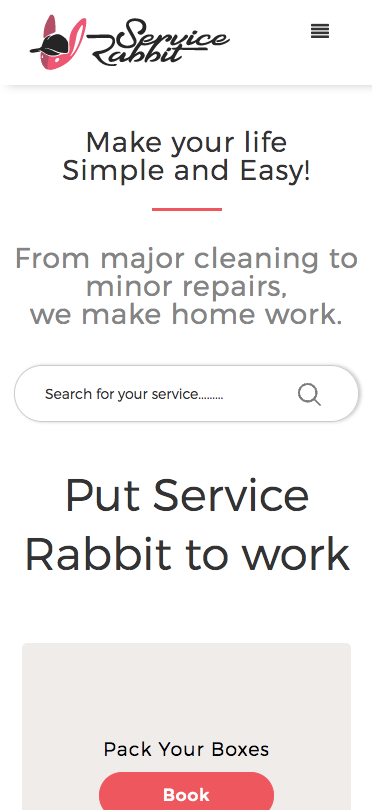 Service
Rabbit
Make your life
Simple and Easy!
From major cleaning to
minor repairs,
we make home work.
Search for your service.........
Put Service
Rabbit to work
Pack Your Boxes
Book